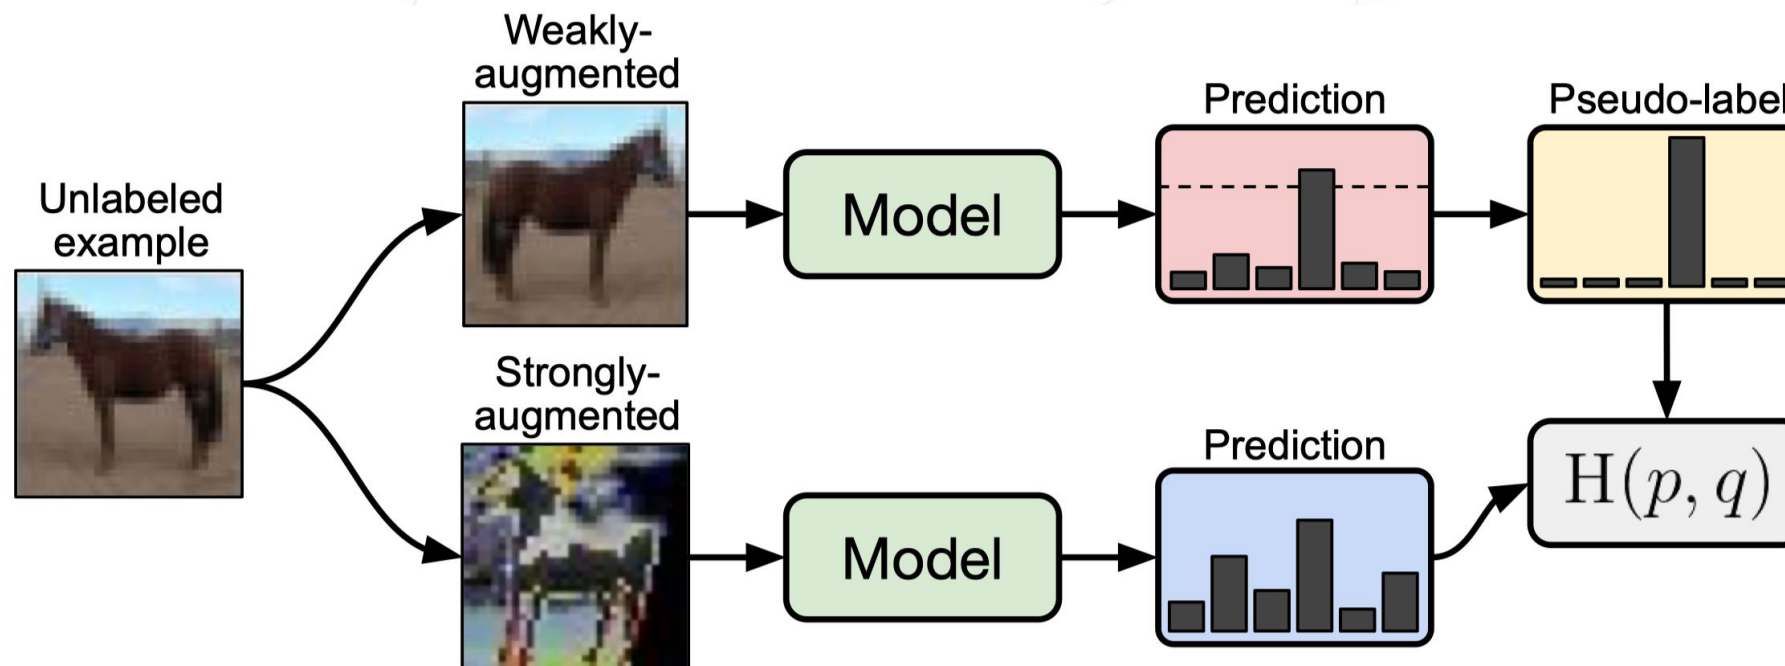 Unlabeled
example
Weakly-
augmented
Model
Prediction
Pseudo-label
Strongly-
augmented
Model
Prediction
H(p, q)